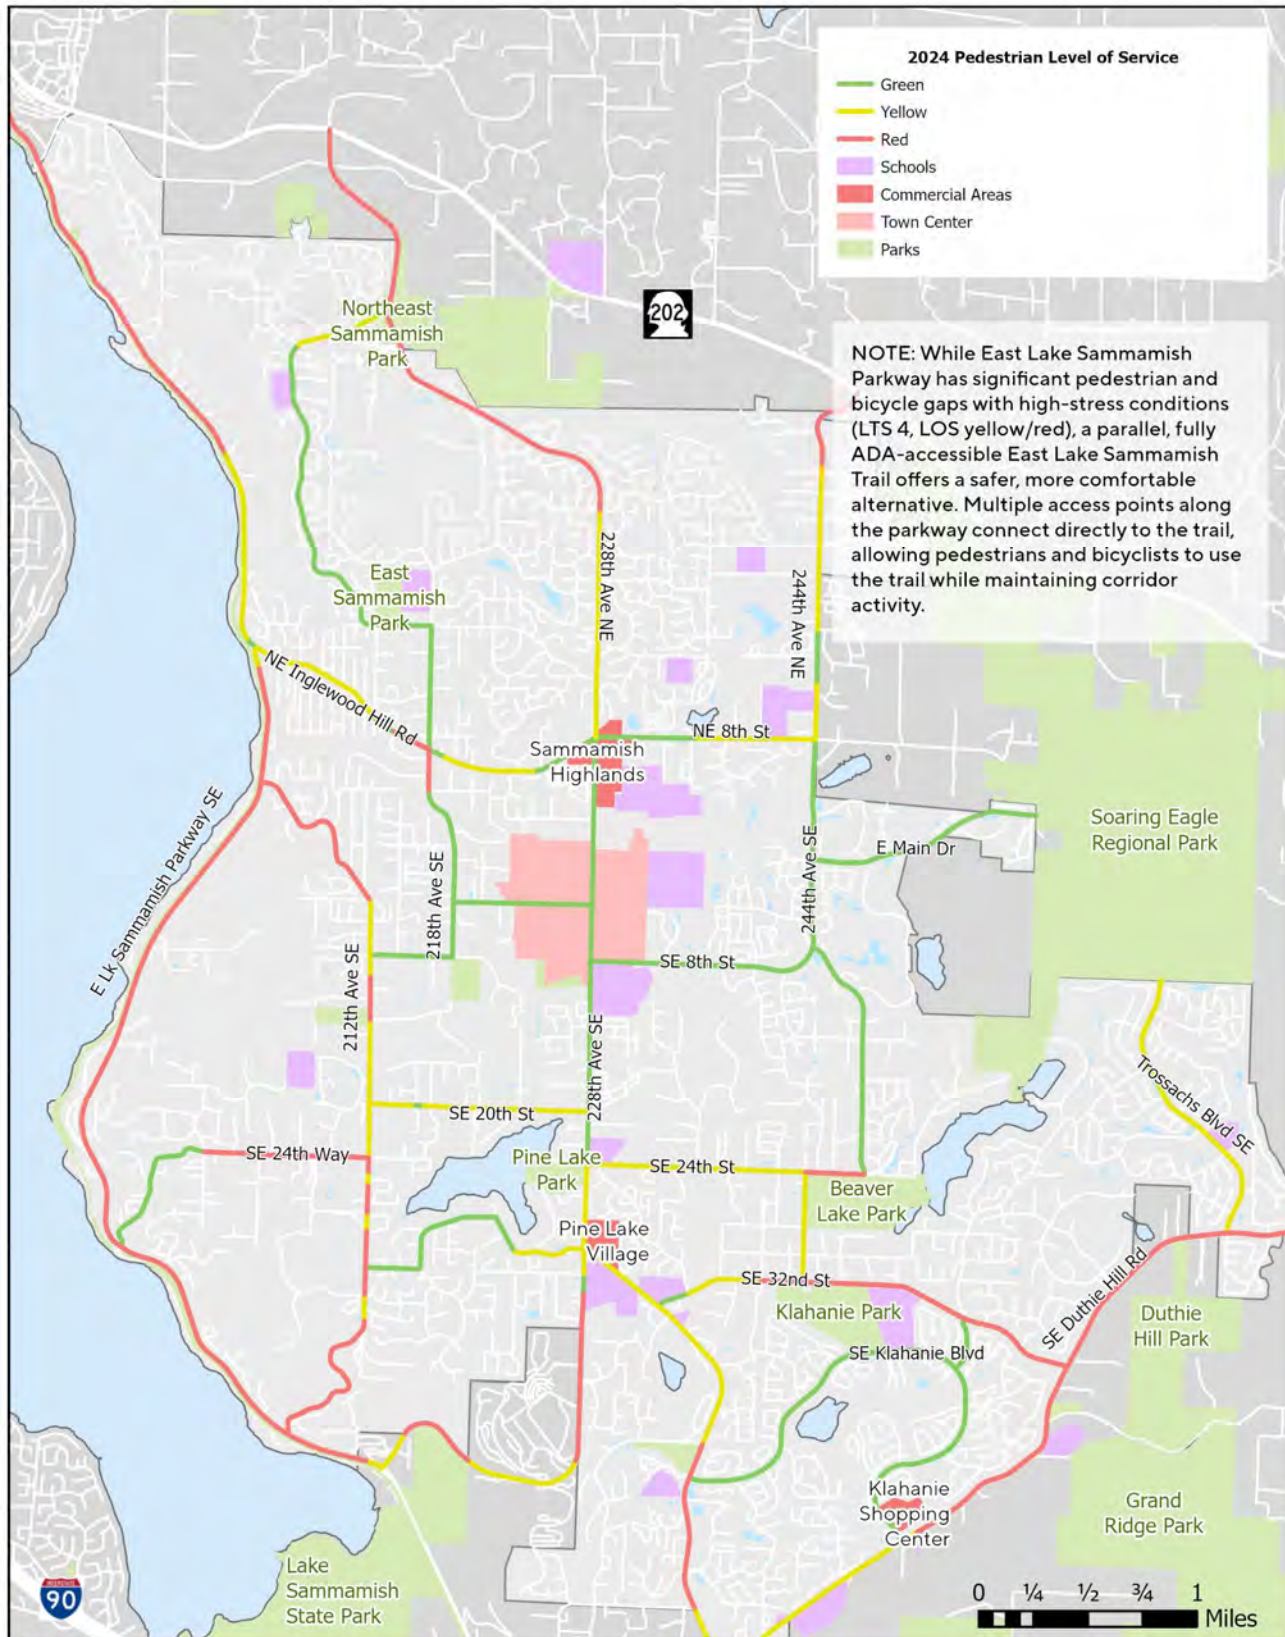 2024 Pedestrian Level of Service
Green
Yellow
Red
Schools
Commercial Areas
Town Center
Parks
Northeast
Sammamish
Park
202
NOTE: While East Lake Sammamish
Parkway has significant pedestrian and
bicycle gaps with high-stress conditions
(LTS 4, LOS yellow/red), a parallel, fully
ADA-accessible East Lake Sammamish
Trail offers a safer, more comfortable
alternative. Multiple access points along
the parkway connect directly to the trail,
allowing pedestrians and bicyclists to use
the trail while maintaining corridor
activity.
228th Ave NE
244th Ave NE
East
Sammamish
Park
NE Inglewood Hill Rd
NE 8th St
Sammamish
Highlands
E Lk Sammamish Parkway SE
Soaring Eagle
Regional Park
E Main Dr
244th Ave SE
218th Ave SE
212th Ave SE
SE 8th St
228th Ave SE
Trossachs Blvd SE
SE 20th St
SE 24th Way
Pine Lake
Park
SE 24th St
Beaver
Lake Park
Pine Lake
Village
SE 32nd St
Klahanie Park
SE Duthie Hill Rd
Duthie
Hill Park
SE Klahanie Blvd
Klahanie
Shopping
Center
Grand
Ridge Park
Lake
Sammamish
State Park
INTERSTATE
90
0 ¼ ½ ¾ 1
Miles